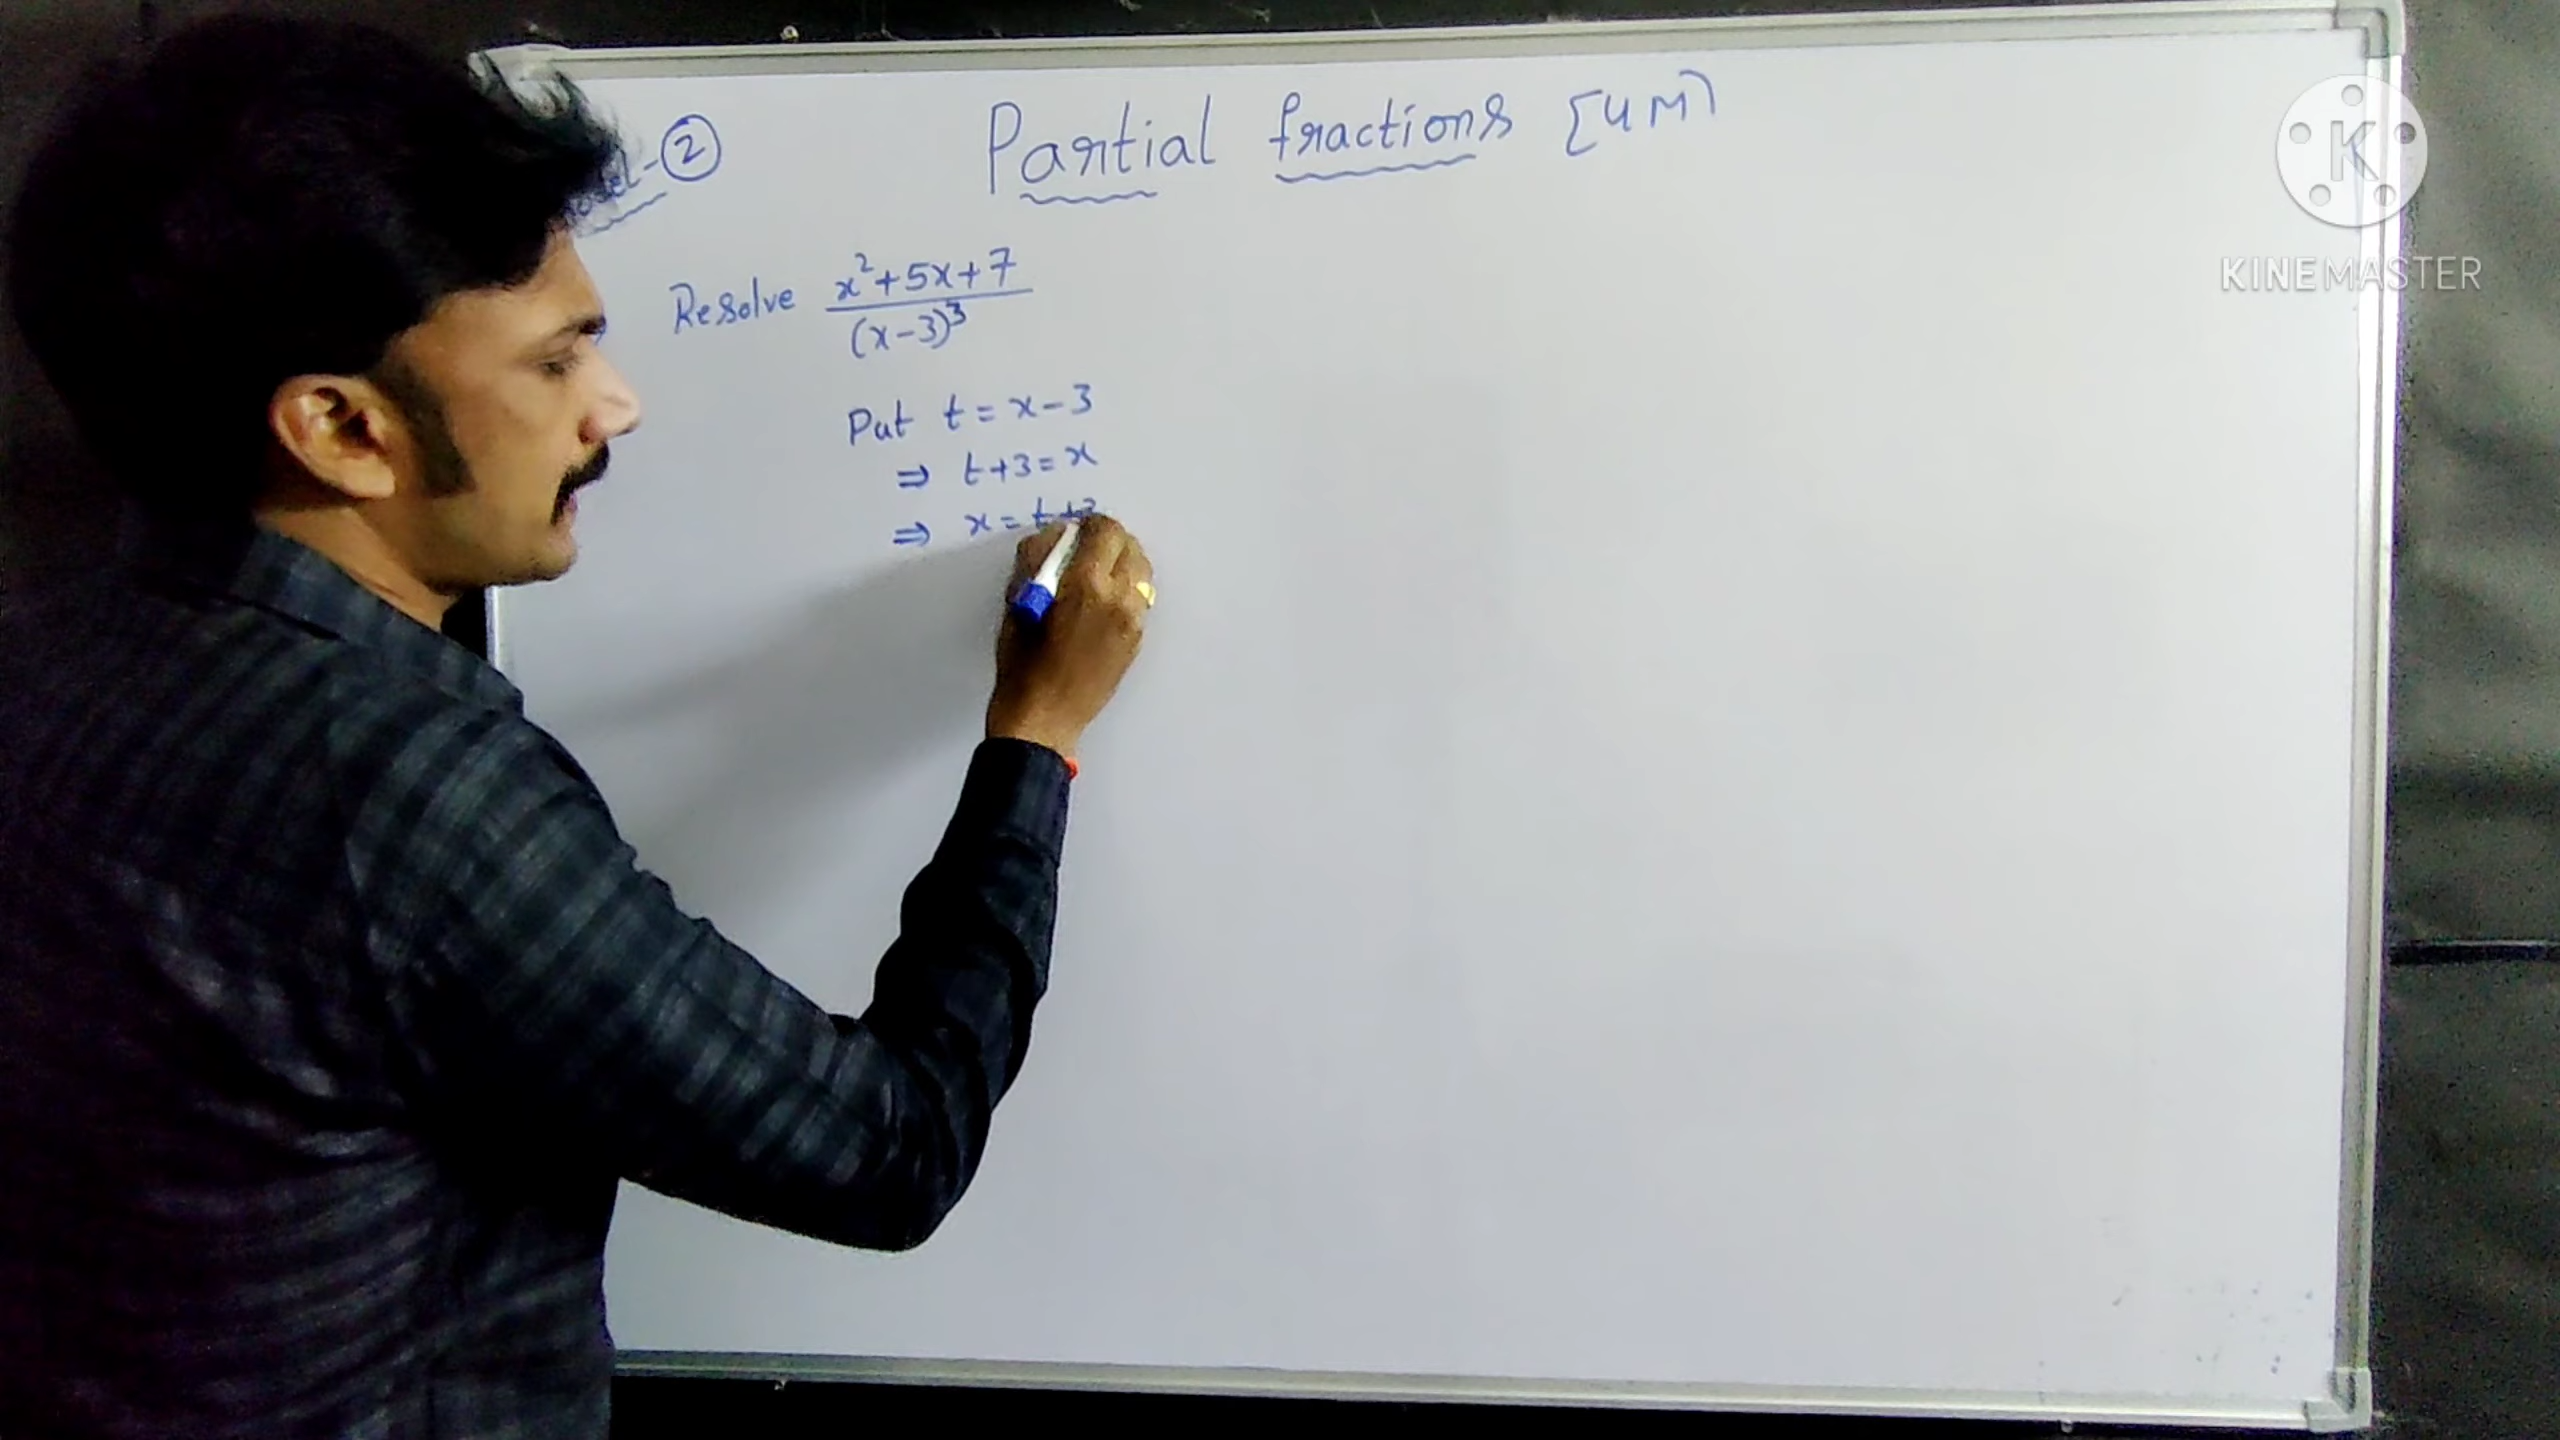 Partial fractions [4M]
Model-②
Resolve x²+5x+7/(x-3)³
Put t=x-3
⇒ t+3=x
⇒ x=t+3
K
KINEMASTER